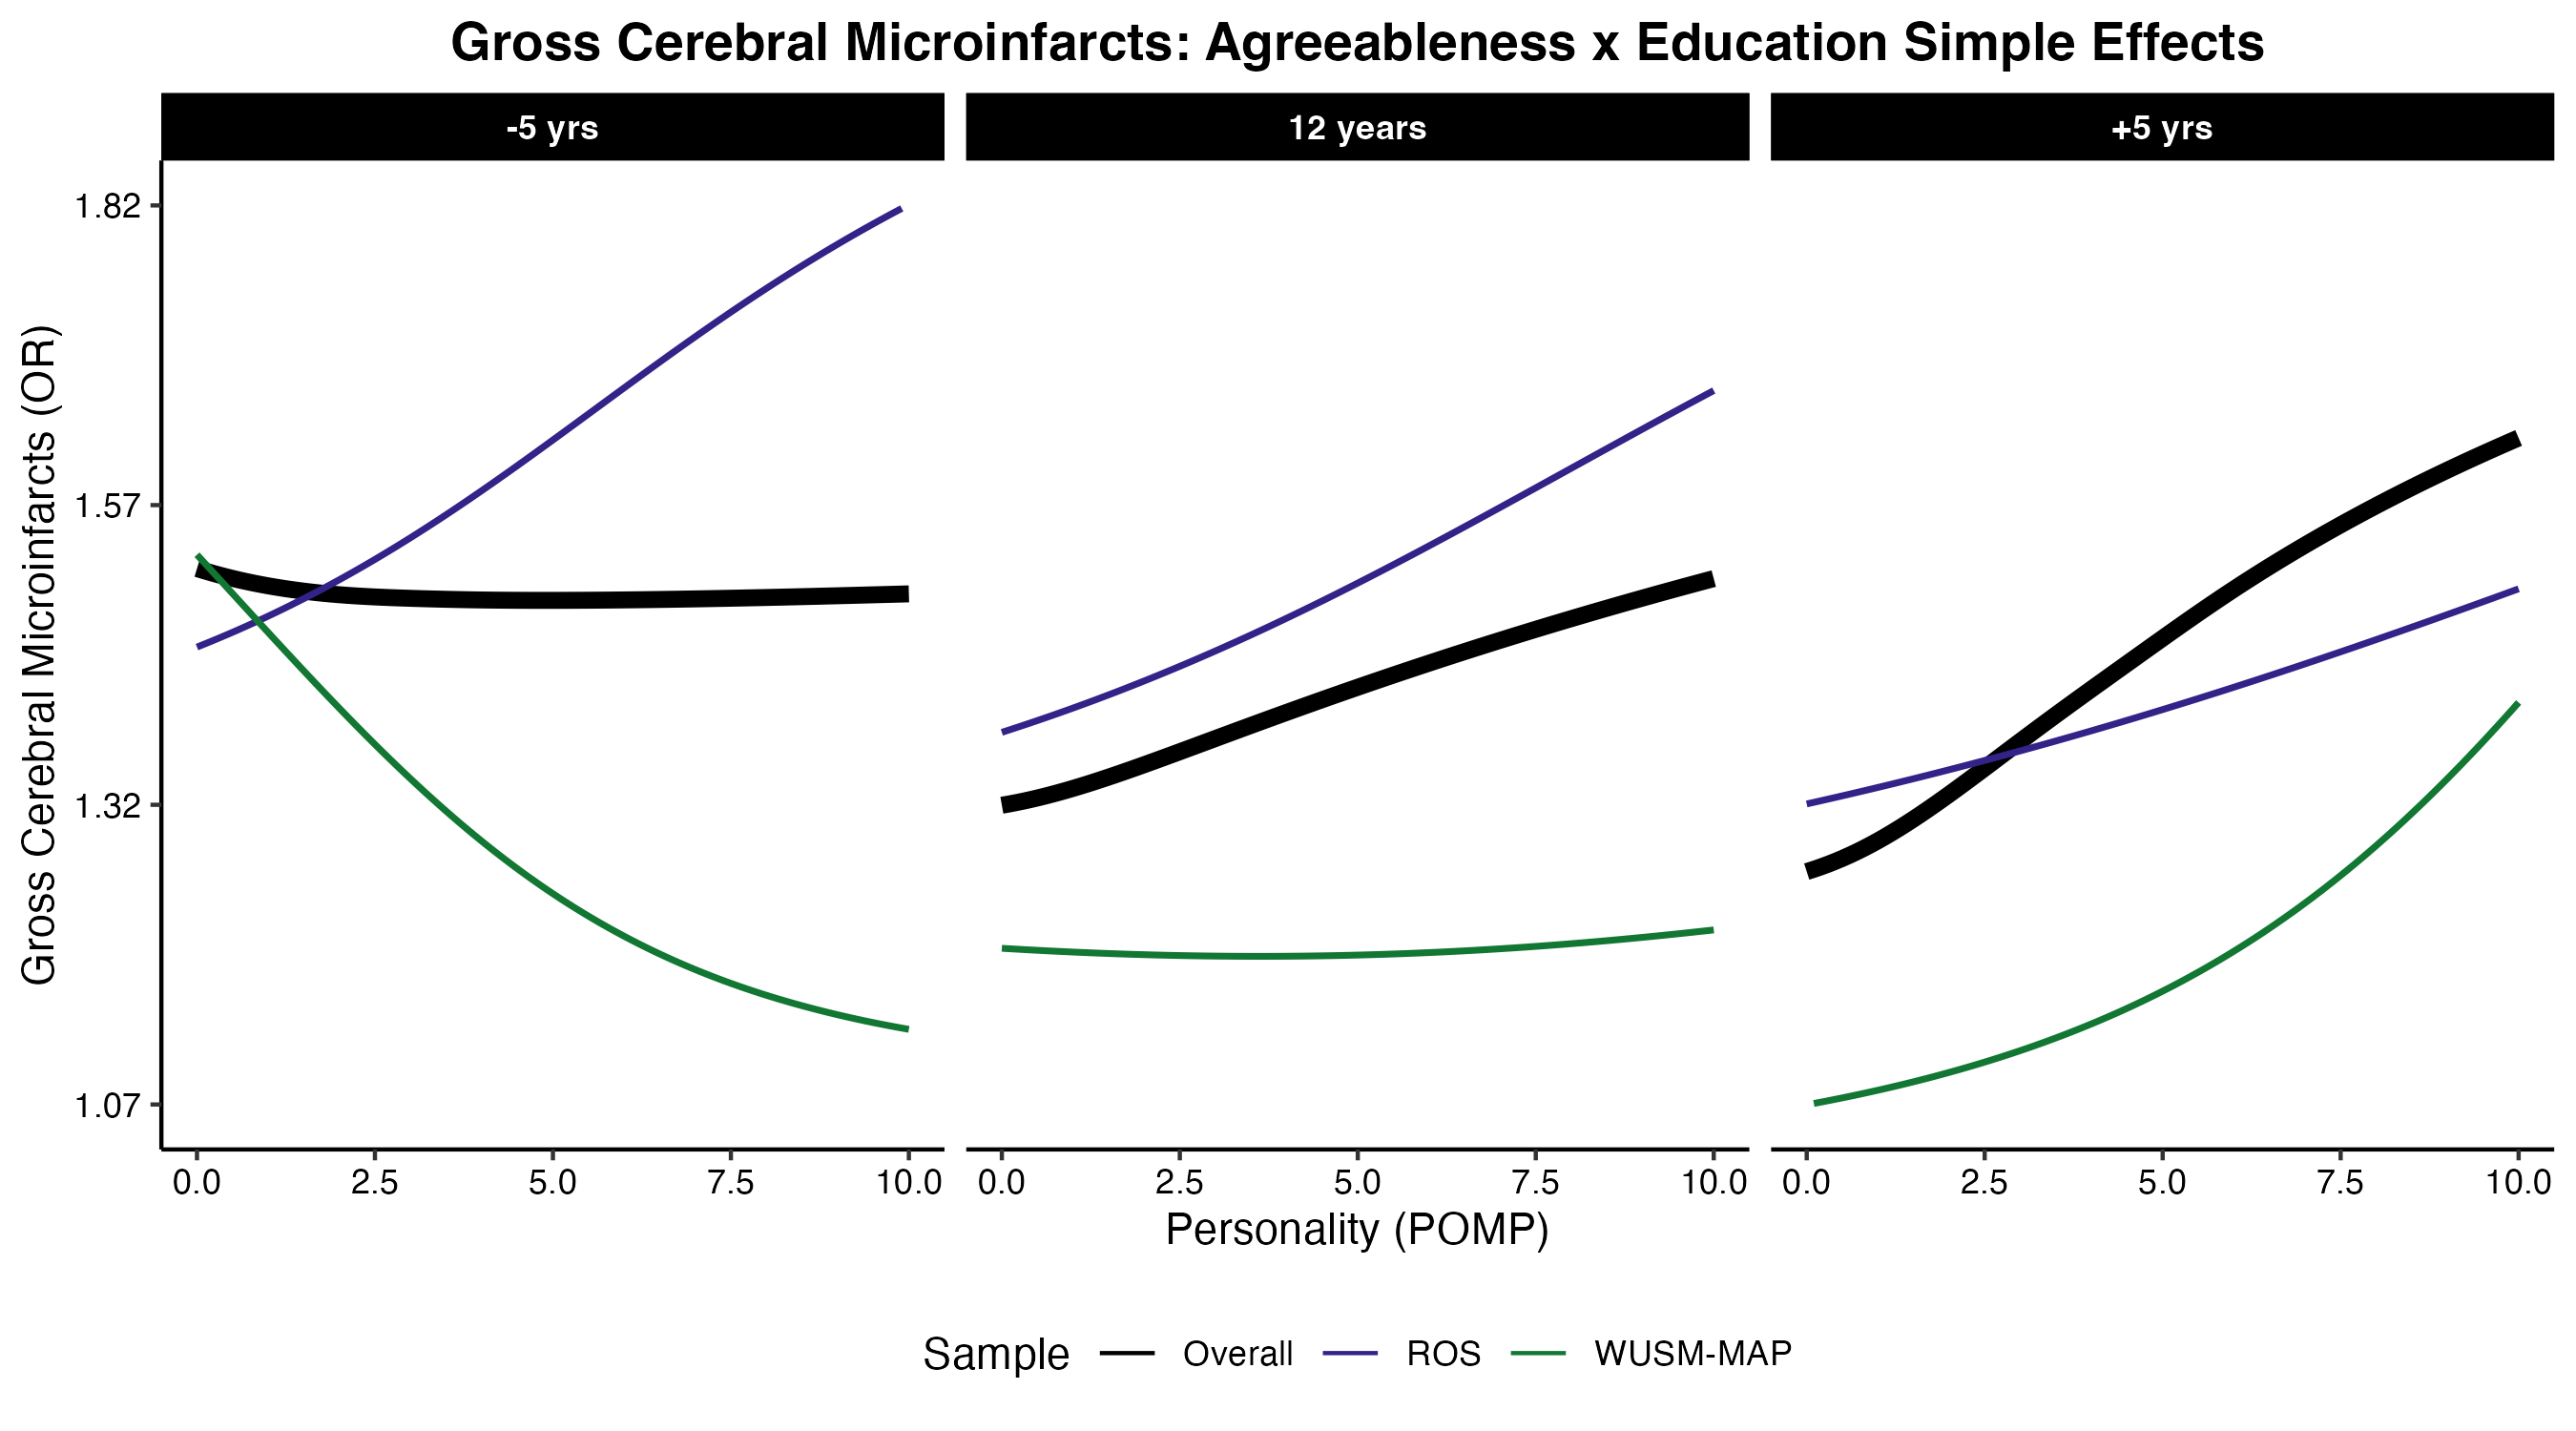 Gross Cerebral Microinfarcts: Agreeableness x Education Simple Effects
-5 yrs 12 years +5 yrs
Gross Cerebral Microinfarcts (OR)
1.82
1.57
1.32
1.07
0.0 2.5 5.0 7.5 10.0 0.0 2.5 5.0 7.5 10.0 0.0 2.5 5.0 7.5 10.0
Personality (POMP)
Sample Overall ROS WUSM-MAP